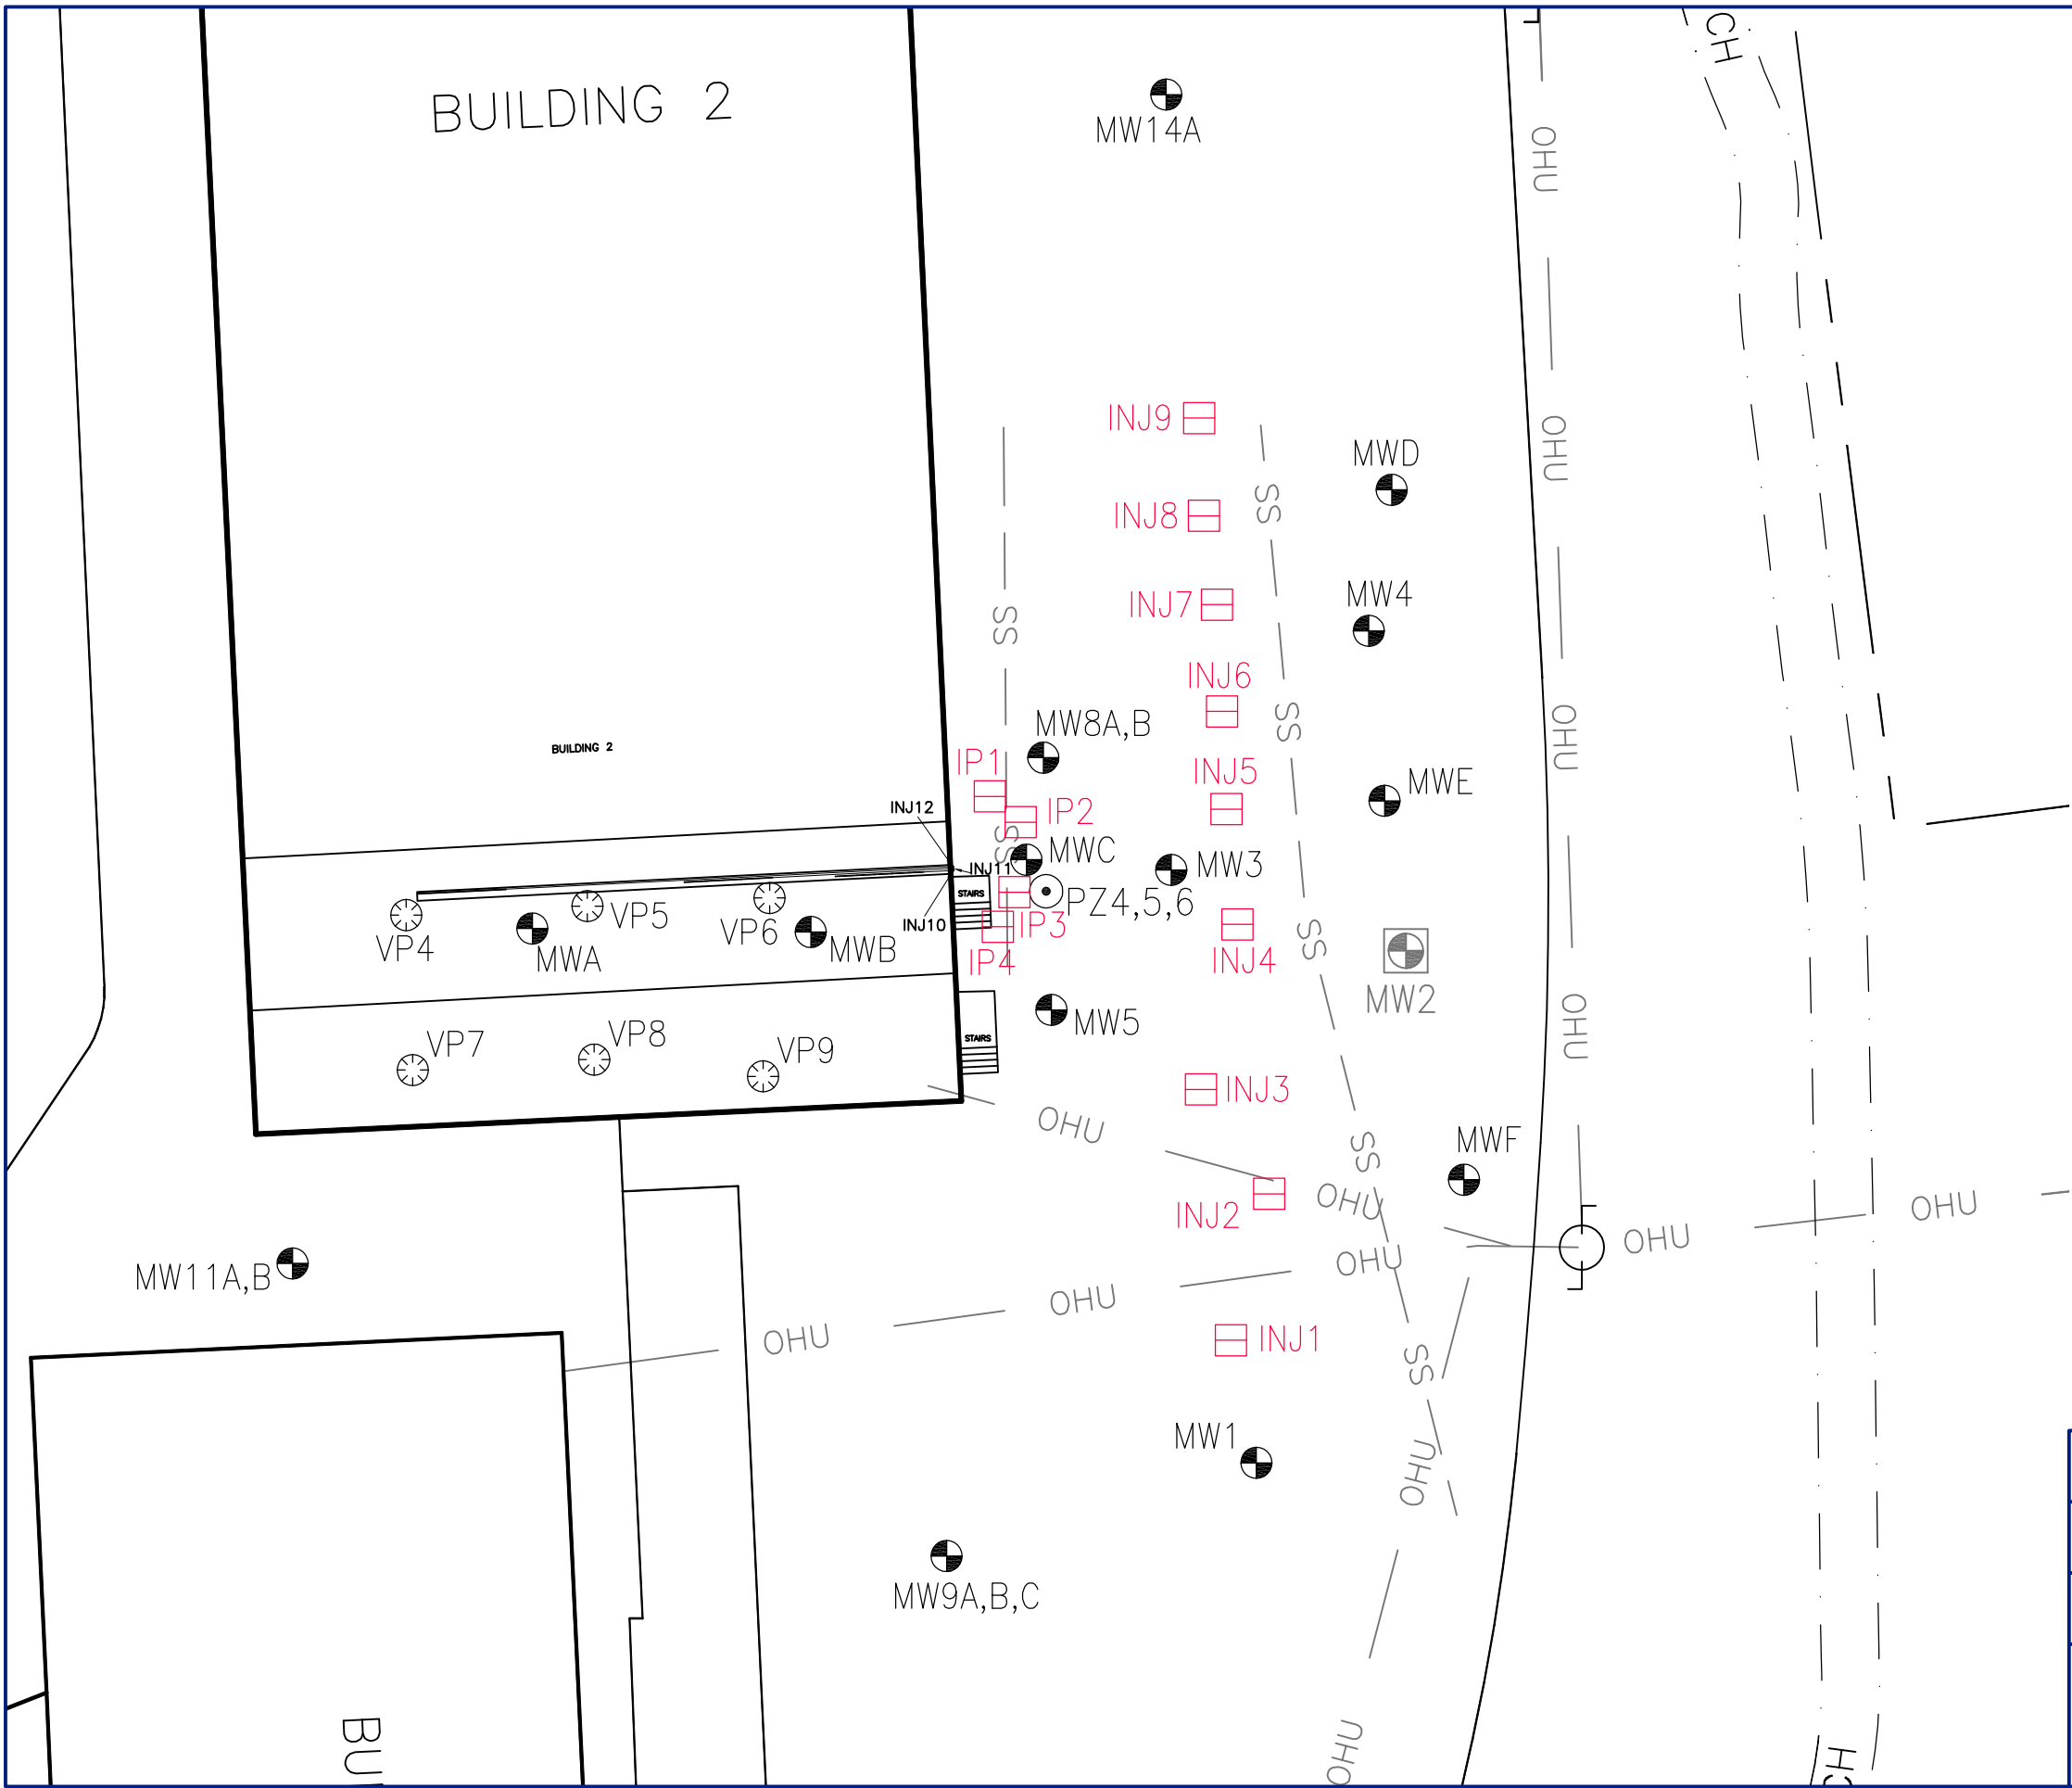 CH
BUILDING 2
MW14A
OHU
INJ9
OHU
MWD
SS
INJ8
MW4
INJ7
SS
INJ6
SS
OHU
MW8A,B
BUILDING 2
IP1
INJ5
MWE
INJ12
IP2
SS
MWC
MW3
INJ11
STAIRS
PZ4,5,6
VP5
INJ10
IP3
VP6
VP4
MWA
MWB
IP4
INJ4
SS
MW2
MW5
OHU
VP7
VP8
VP9
STAIRS
INJ3
OHU
SS
MWF
OHU
INJ2
OHU
OHU
OHU
MW11A,B
OHU
OHU
INJ1
SS
MW1
OHU
MW9A,B,C
OHU
BUI
CH